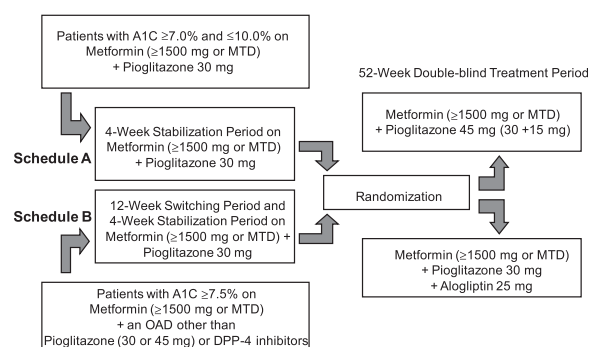 Patients with A1C ≥7.0% and ≤10.0% on
Metformin (≥1500 mg or MTD)
+ Pioglitazone 30 mg
52-Week Double-blind Treatment Period
Schedule A
4-Week Stabilization Period on
Metformin (≥1500 mg or MTD)
+ Pioglitazone 30 mg
Metformin (≥1500 mg or MTD)
+ Pioglitazone 45 mg (30 +15 mg)
Randomization
Schedule B
12-Week Switching Period and
4-Week Stabilization Period on
Metformin (≥1500 mg or MTD) +
Pioglitazone 30 mg
Metformin (≥1500 mg or MTD)
+ Pioglitazone 30 mg
+ Alogliptin 25 mg
Patients with A1C ≥7.5% on
Metformin (≥1500 mg or MTD)
+ an OAD other than
Pioglitazone (30 or 45 mg) or DPP-4 inhibitors